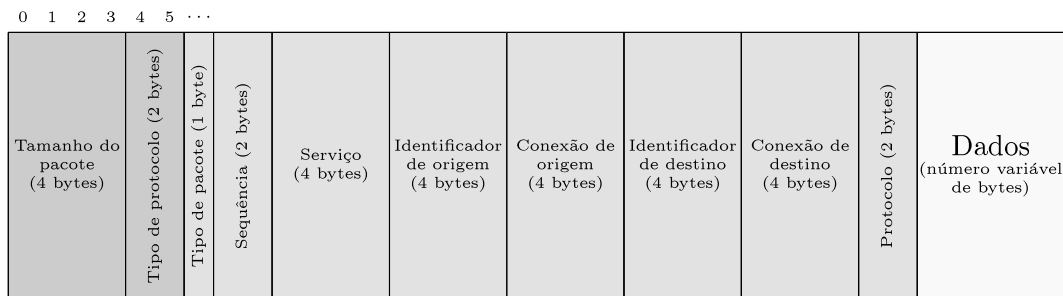 0 1 2 3 4 5 ···
Tamanho do
pacote
(4 bytes)
Tipo de protocolo (2 bytes)
Tipo de pacote (1 byte)
Sequência (2 bytes)
Serviço
(4 bytes)
Identificador
de origem
(4 bytes)
Conexão de
origem
(4 bytes)
Identificador
de destino
(4 bytes)
Conexão de
destino
(4 bytes)
Protocolo (2 bytes)
Dados
(número variável
de bytes)